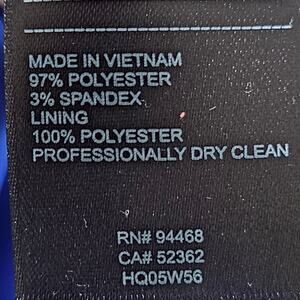 MADE IN VIETNAM
97% POLYESTER
3% SPANDEX
LINING
100% POLYESTER
PROFESSIONALLY DRY CLEAN
RN# 94468
CA# 52362
HQ05W56